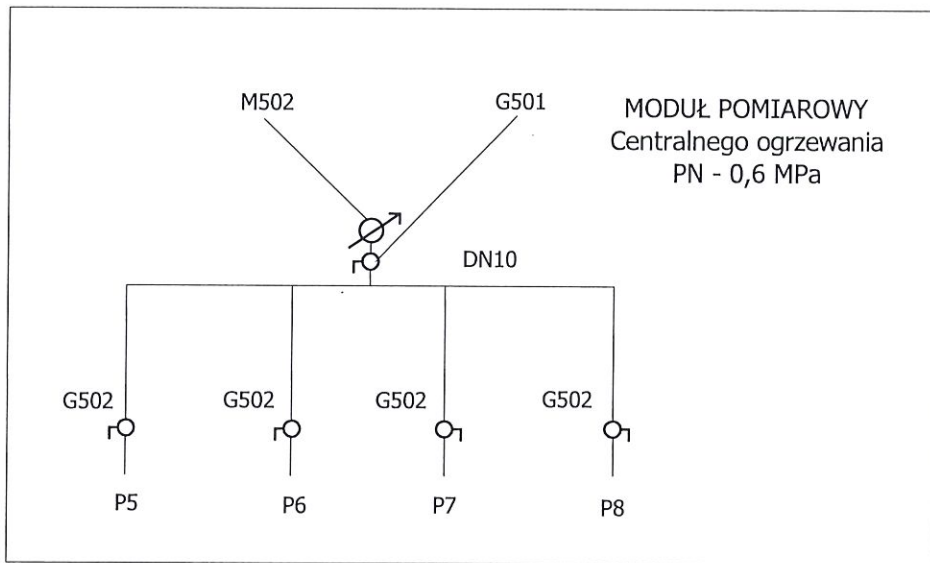 M502
G501
MODUŁ POMIAROWY
Centralnego ogrzewania
PN - 0,6 MPa
DN10
G502
G502
G502
G502
P5
P6
P7
P8